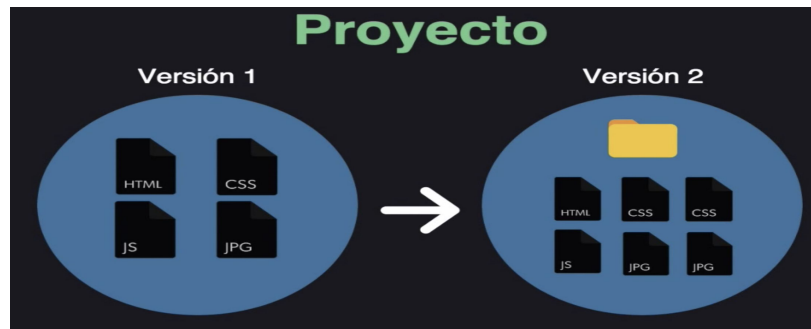 Proyecto
Versión 1
Versión 2
HTML
CSS
JS
JPG
HTML
CSS
CSS
JS
JPG
JPG